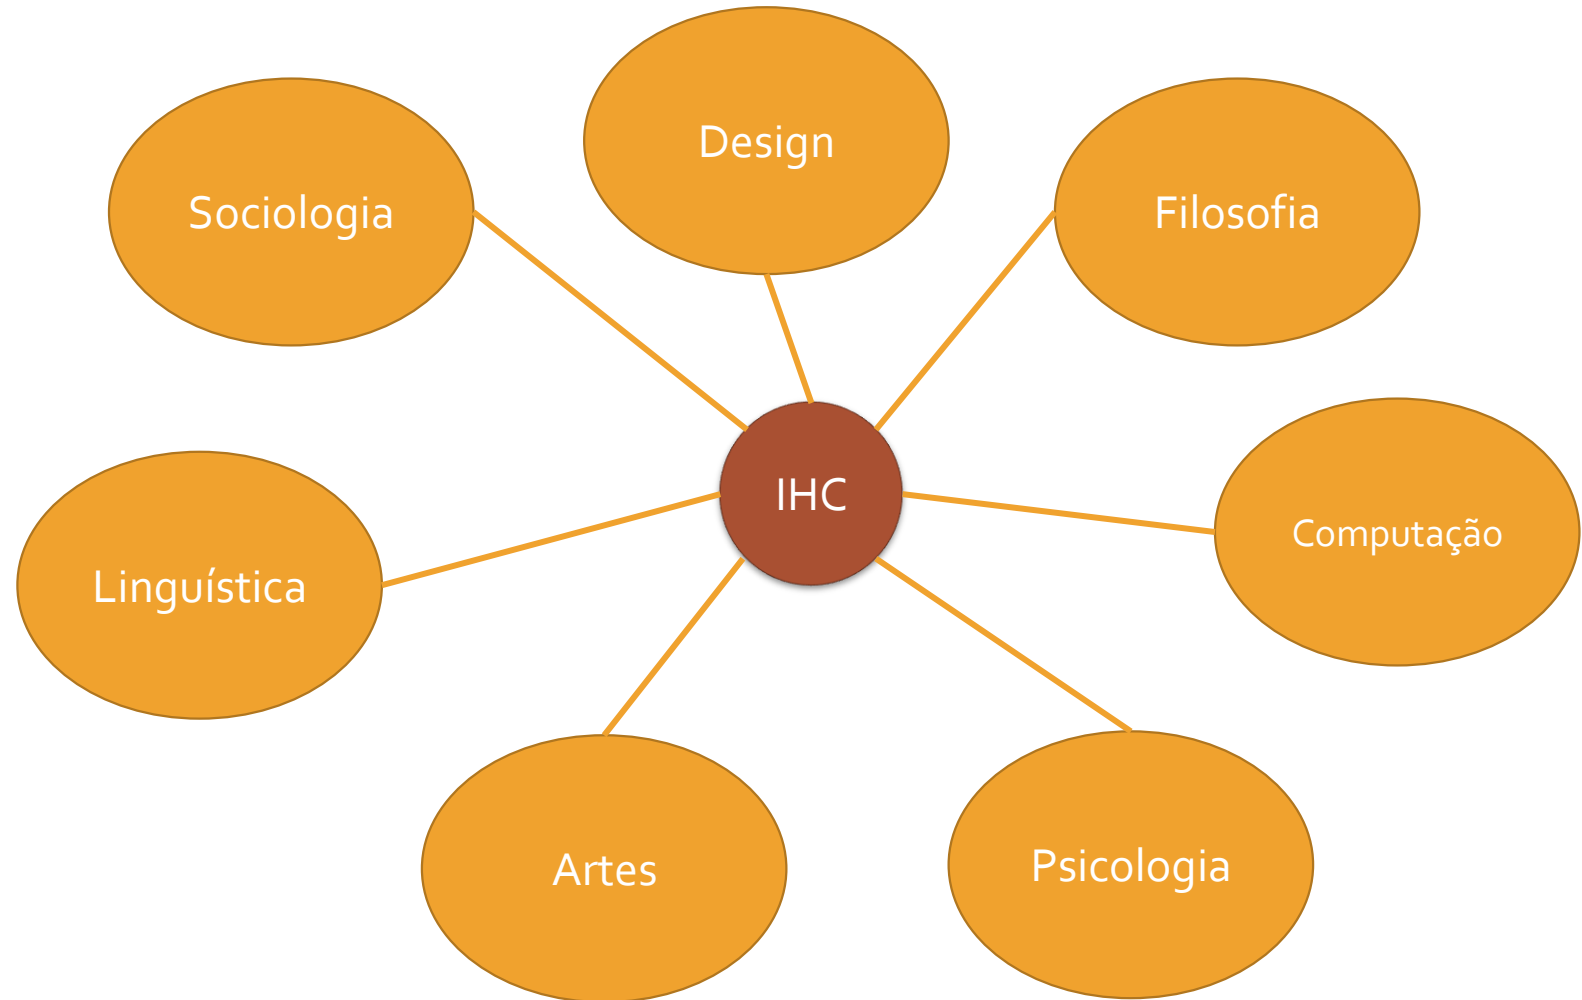 Design
Sociologia
Filosofia
IHC
Computação
Linguística
Artes
Psicologia